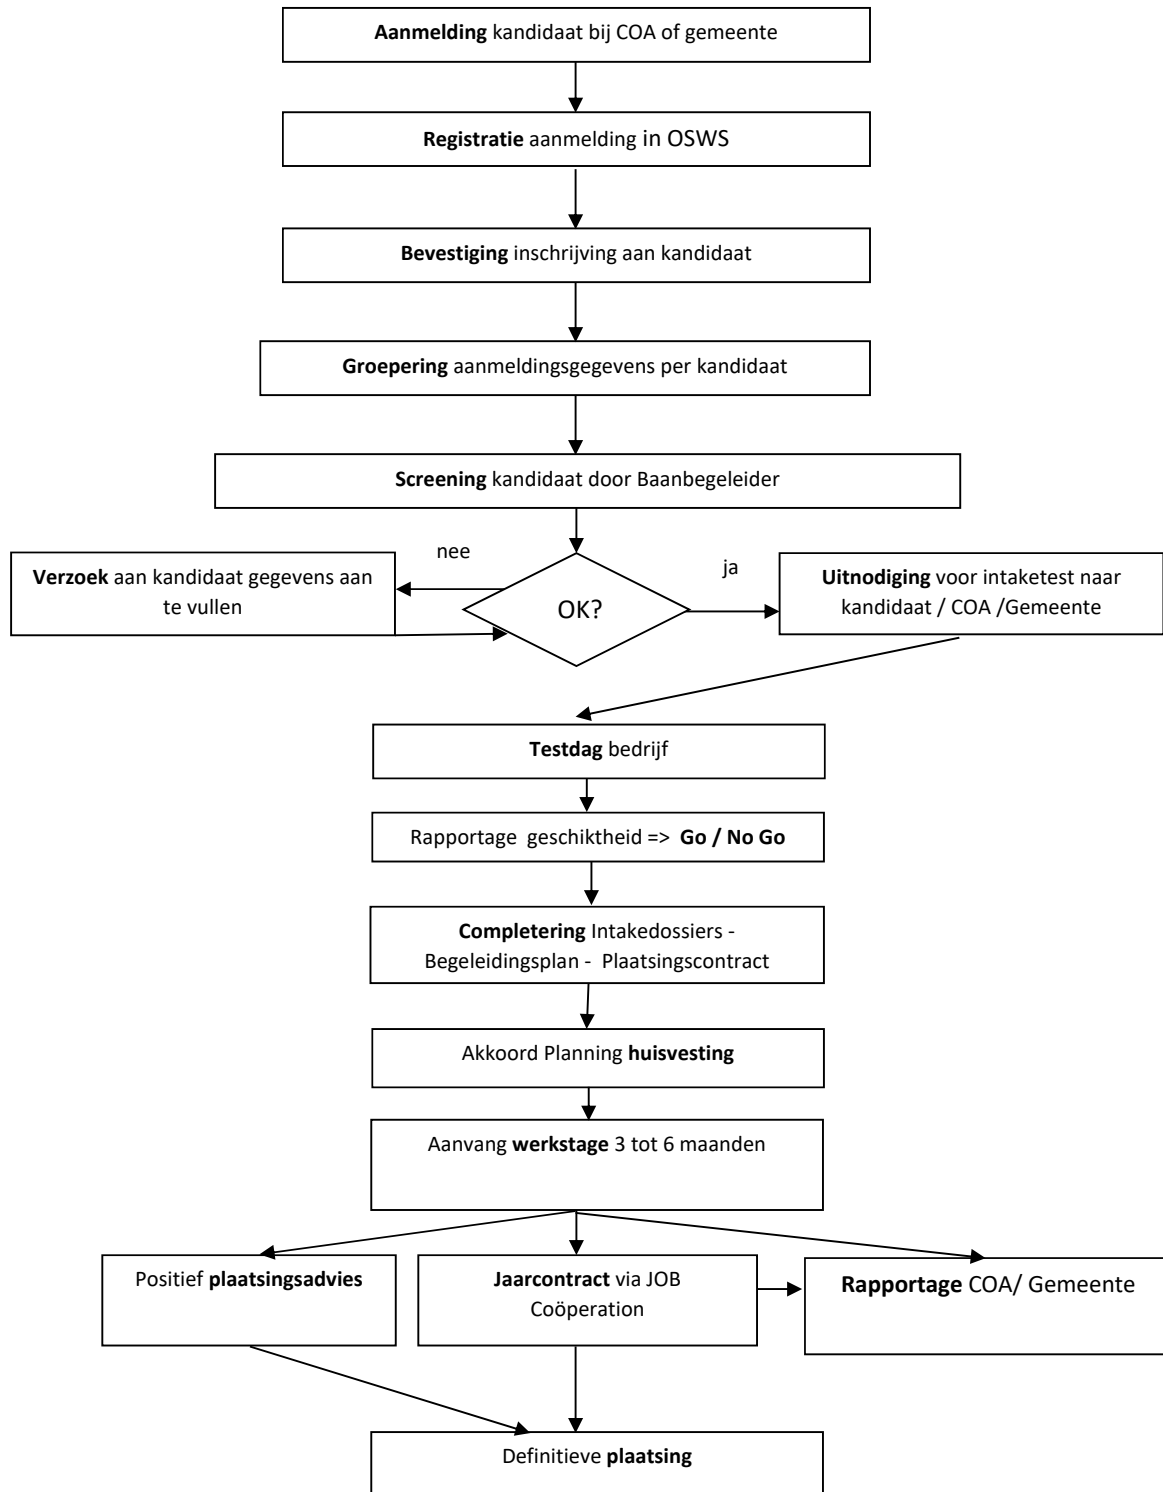 Aanmelding kandidaat bij COA of gemeente
Registratie aanmelding in OSWS
Bevestiging inschrijving aan kandidaat
Groepering aanmeldingsgegevens per kandidaat
Screening kandidaat door Baanbegeleider
nee
ja
Verzoek aan kandidaat gegevens aan
te vullen
OK?
Uitnodiging voor intaketest naar
kandidaat / COA /Gemeente
Testdag bedrijf
Rapportage geschiktheid => Go / No Go
Completering Intakedossiers -
Begeleidingsplan - Plaatsingscontract
Akkoord Planning huisvesting
Aanvang werkstage 3 tot 6 maanden
Positief plaatsingsadvies
Jaarcontract via JOB
Coöperation
Rapportage COA/ Gemeente
Definitieve plaatsing